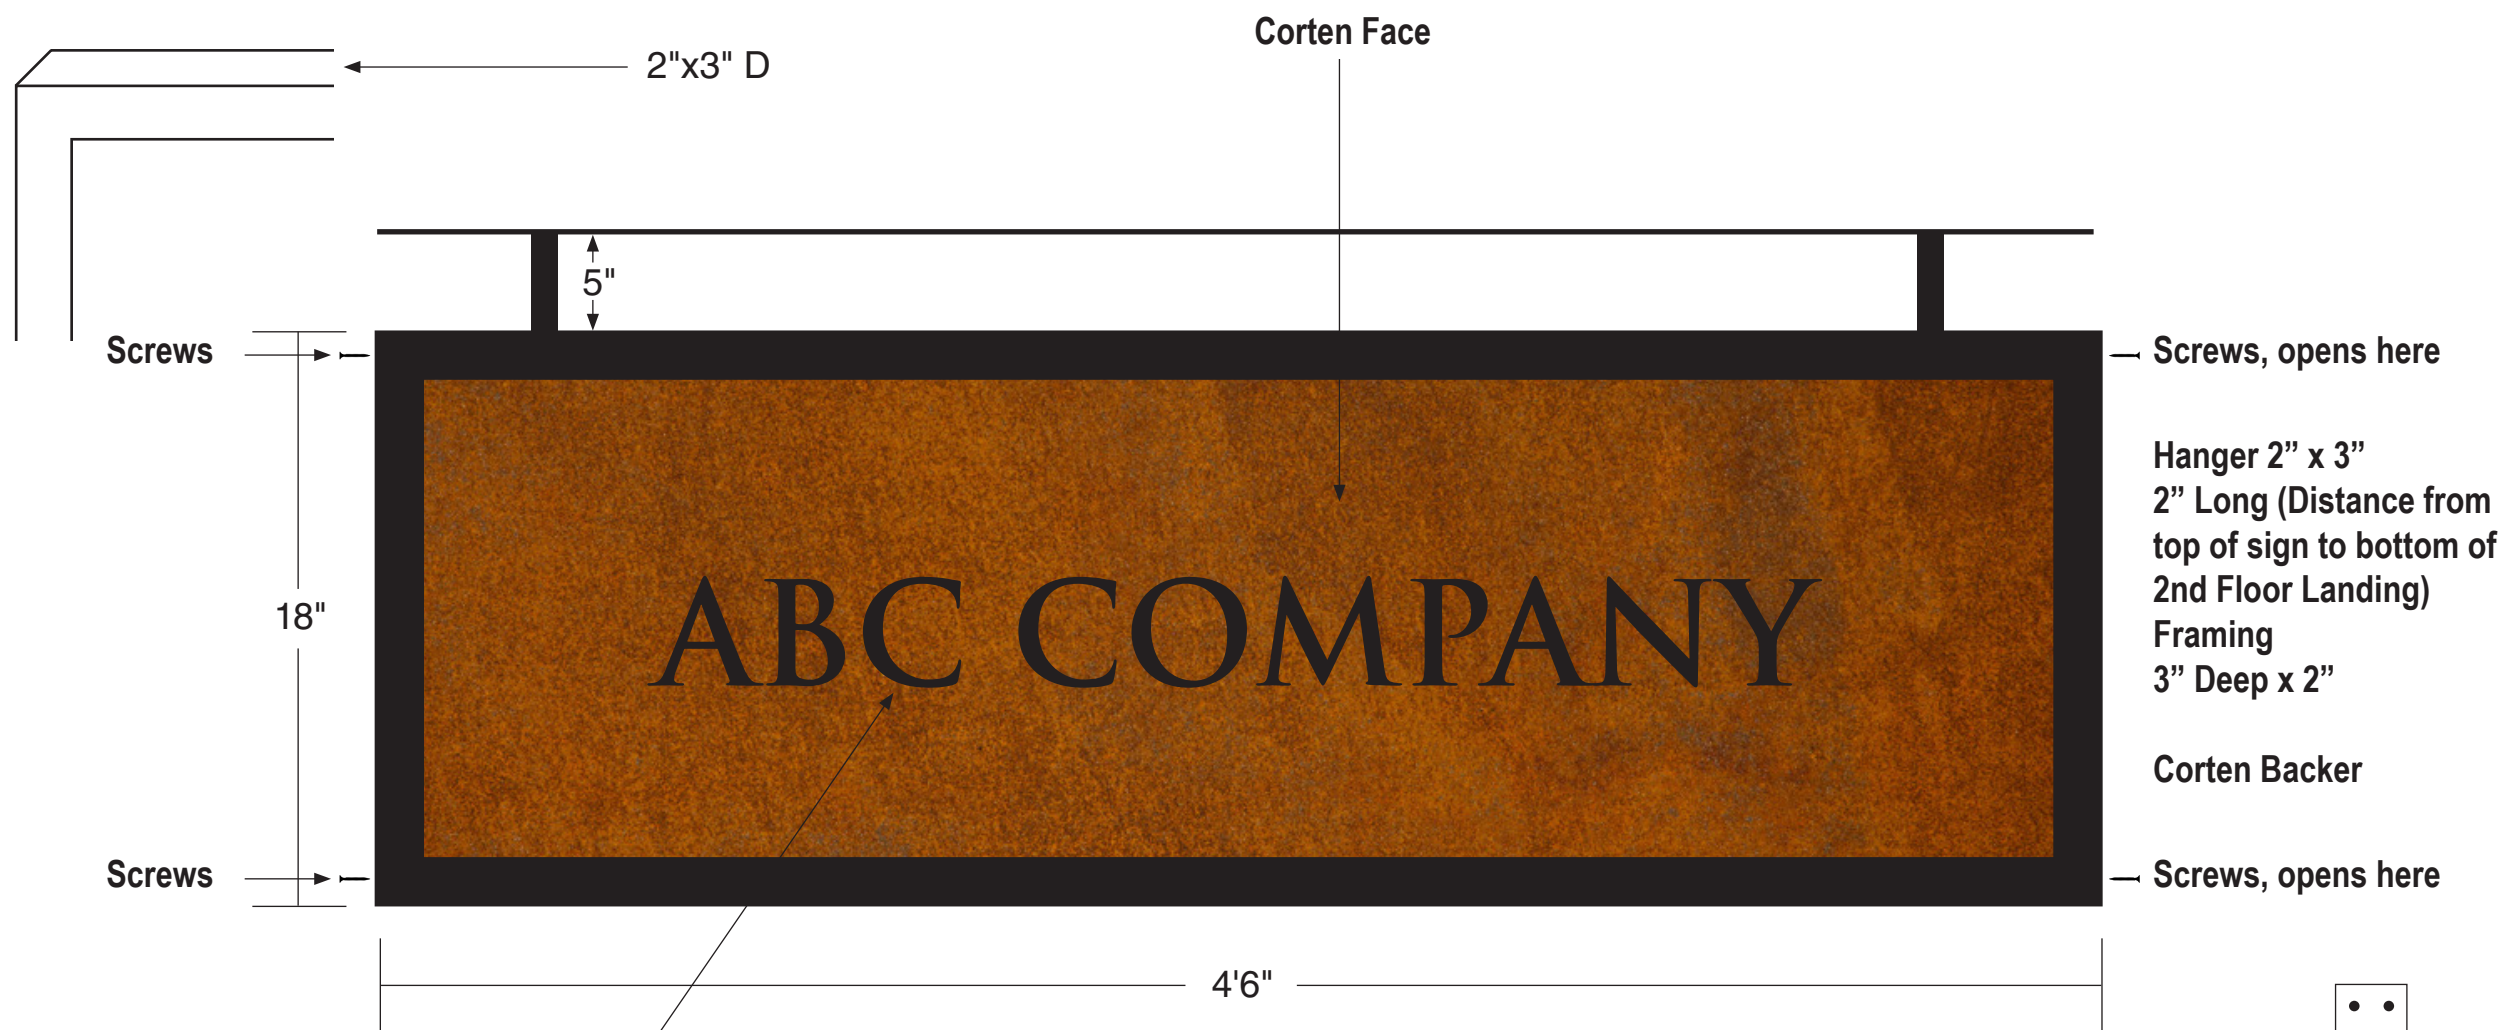 Corten Face
2"x3" D
5"
Screws
Screws, opens here
Hanger 2” x 3”
2” Long (Distance from
top of sign to bottom of
2nd Floor Landing)
Framing
3” Deep x 2”
18"
ABC COMPANY
Corten Backer
Screws
Screws, opens here
4'6"